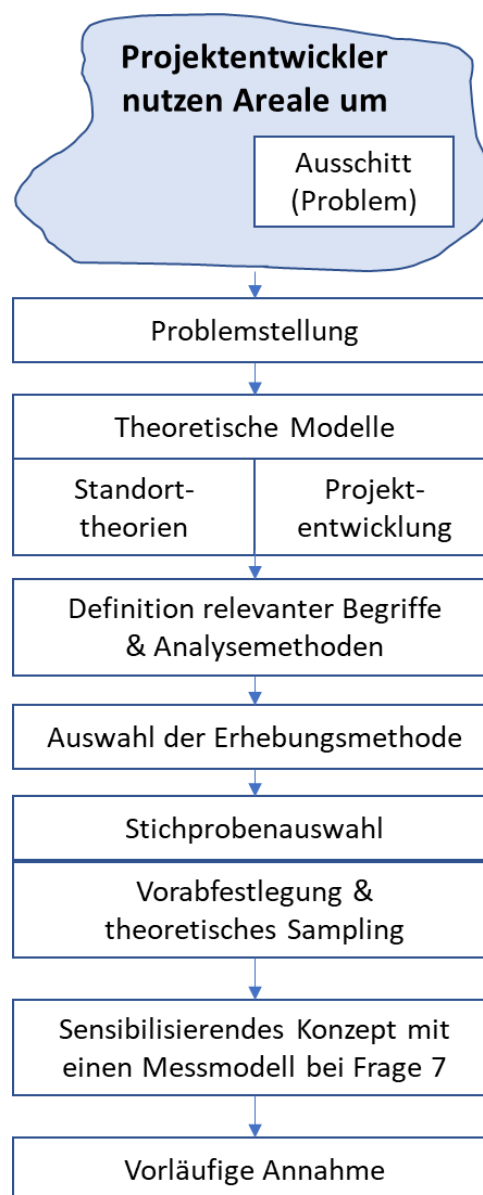 Projektentwickler
nutzen Areale um
Ausschitt
(Problem)
Problemstellung
Theoretische Modelle
Standort-
theorien
Projekt-
entwicklung
Definition relevanter Begriffe
& Analysemethoden
Auswahl der Erhebungsmethode
Stichprobenauswahl
Vorabfestlegung &
theoretisches Sampling
Sensibilisierendes Konzept mit
einen Messmodell bei Frage 7
Vorläufige Annahme